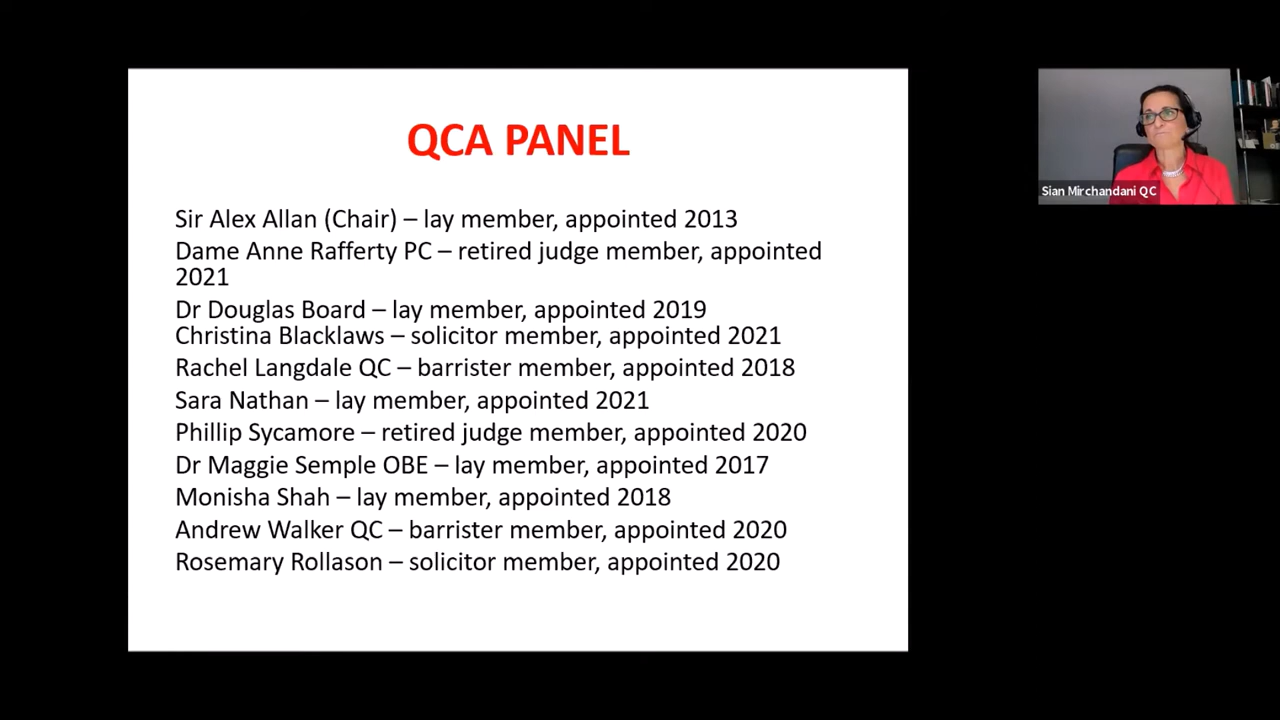 QCA PANEL
Sir Alex Allan (Chair) – lay member, appointed 2013
Dame Anne Rafferty PC – retired judge member, appointed
2021
Dr Douglas Board – lay member, appointed 2019
Christina Blacklaws – solicitor member, appointed 2021
Rachel Langdale QC – barrister member, appointed 2018
Sara Nathan – lay member, appointed 2021
Phillip Sycamore – retired judge member, appointed 2020
Dr Maggie Semple OBE – lay member, appointed 2017
Monisha Shah – lay member, appointed 2018
Andrew Walker QC – barrister member, appointed 2020
Rosemary Rollason – solicitor member, appointed 2020
Sian Mirchandani QC